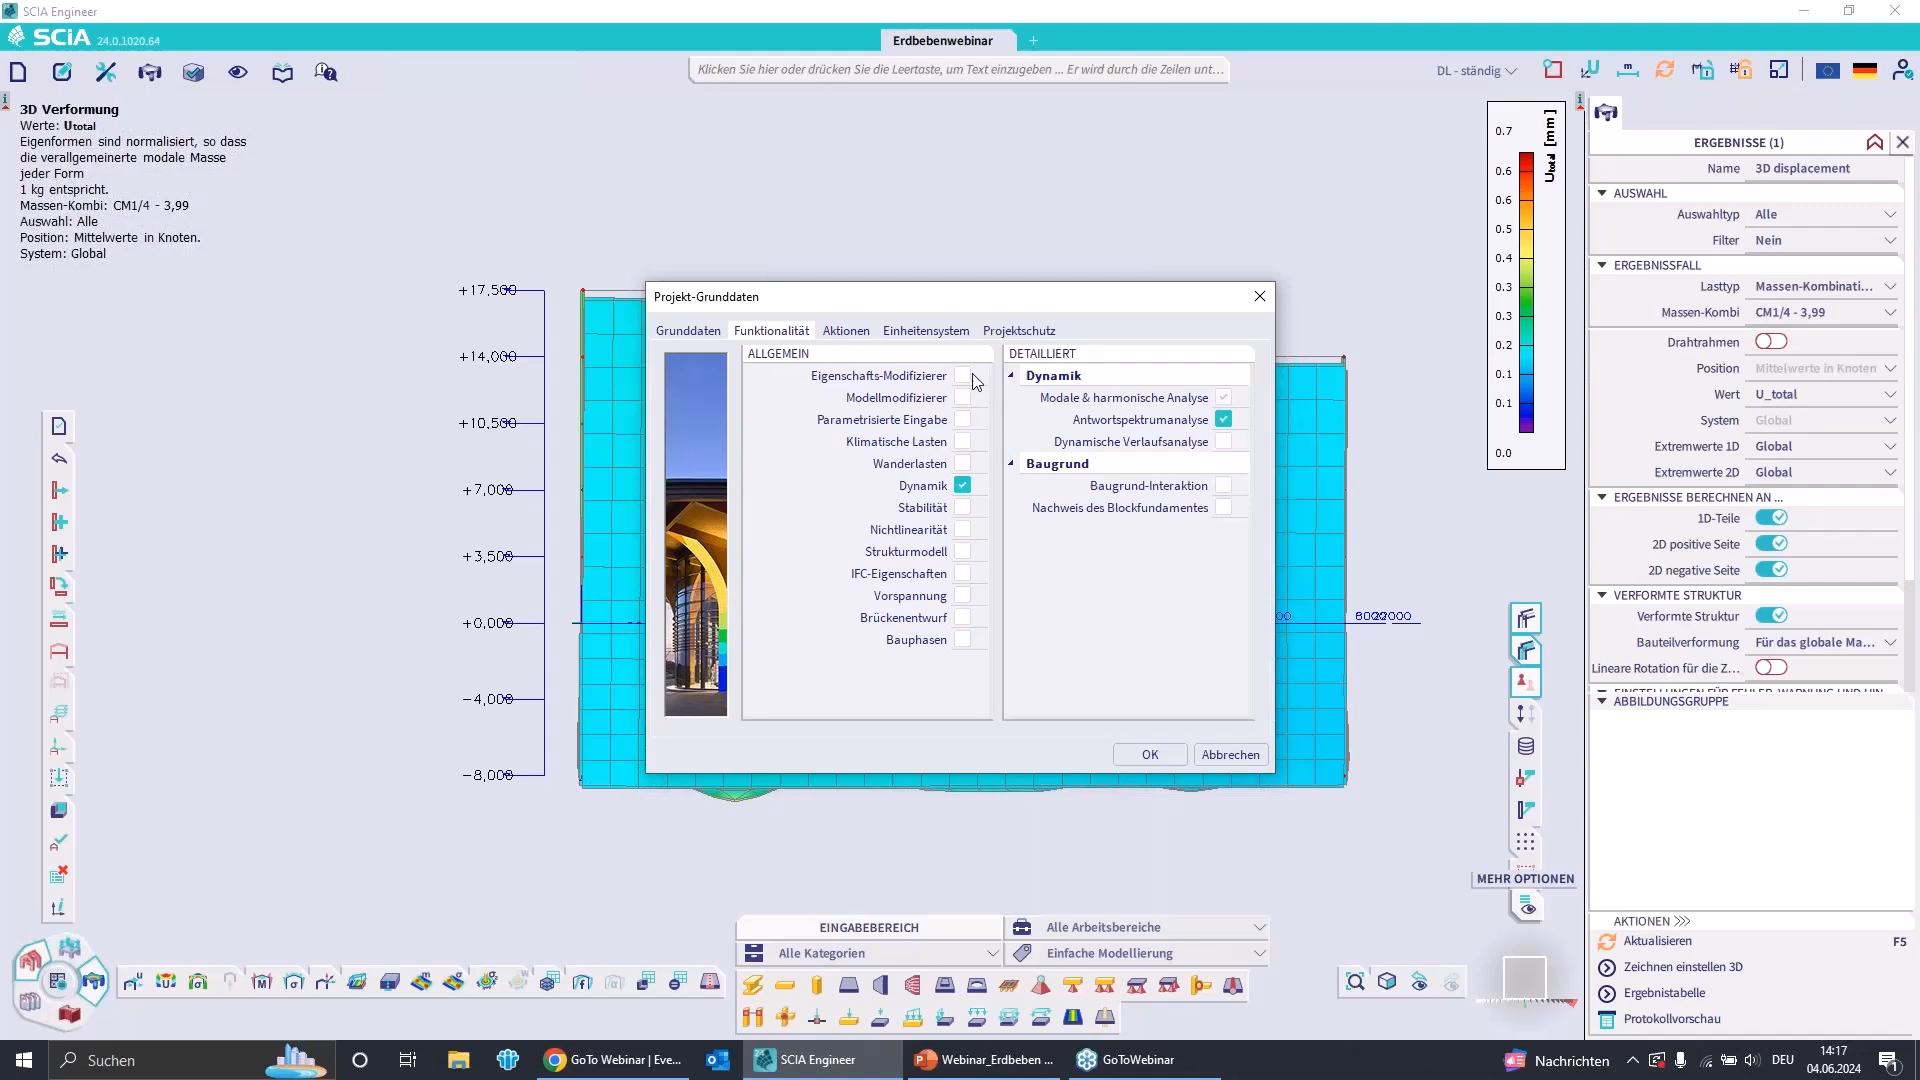 SCIA Engineer
SCiA 24.0.1020.64
Erdbebenwebinar
Klicken Sie hier oder drücken Sie die Leertaste, um Text einzugeben ... Er wird durch die Zeilen unt...
DL - ständig
3D Verformung
Werte: Utotal
Eigenformen sind normalisiert, so dass
die verallgemeinerte modale Masse
jeder Form
1 kg entspricht.
Massen-Kombi: CM1/4 - 3,99
Auswahl: Alle
Position: Mittelwerte in Knoten.
System: Global
+17,500
+14,000
+10,500
+7,000
+3,500
+0,000
-4,000
-8,000
Projekt-Grunddaten
Grunddaten
Funktionalität
Aktionen
Einheitensystem
Projektschutz
ALLGEMEIN
Eigenschafts-Modifizierer
Modellmodifizierer
Parametrisierte Eingabe
Klimatische Lasten
Wanderlasten
Dynamik
Stabilität
Nichtlinearität
Strukturmodell
IFC-Eigenschaften
Vorspannung
Brückenentwurf
Bauphasen
DETAILLIERT
Dynamik
Modale & harmonische Analyse
Antwortspektrumanalyse
Dynamische Verlaufsanalyse
Baugrund
Baugrund-Interaktion
Nachweis des Blockfundamentes
OK
Abbrechen
Utotal [mm]
0.7
0.6
0.6
0.5
0.4
0.3
0.3
0.2
0.1
0.1
0.0
ERGEBNISSE (1)
Name 3D displacement
AUSWAHL
Auswahltyp Alle
Filter Nein
ERGEBNISFALL
Lasttyp Massen-Kombinati...
Massen-Kombi CM1/4 - 3,99
Drahtrahmen
Position Mittelwerte in Knoten
Wert U_total
System Global
Extremwerte 1D Global
Extremwerte 2D Global
ERGEBNISSE BERECHNEN AN ...
1D-Teile
2D positive Seite
2D negative Seite
VERFORMTE STRUKTUR
Verformte Struktur
Bauteilverformung Für das globale Ma...
Lineare Rotation für die Z...
ABBILDUNGSGRUPPE
AKTIONEN >>>
Aktualisieren F5
Zeichnen einstellen 3D
Ergebnistabelle
Protokollvorschau
MEHR OPTIONEN
EINGABEBEREICH
Alle Arbeitsbereiche
Alle Kategorien
Einfache Modellierung
Suchen
GoTo Webinar | Eve...
SCIA Engineer
Webinar_Erdbeben ...
GoToWebinar
Nachrichten
DEU
14:17
04.06.2024
1